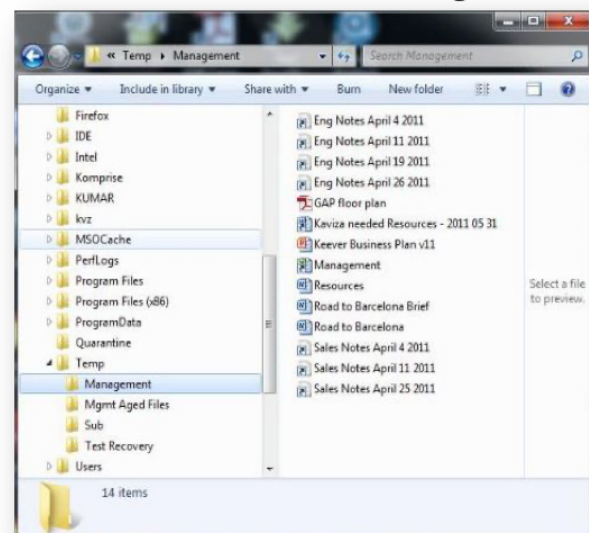 « Temp ▸ Management
Search Management
Organize
Include in library
Share with
Burn
New folder
Firefox
IDE
Intel
Komprise
KUMAR
kvz
MSOCache
PerfLogs
Program Files
Program Files (x86)
ProgramData
Quarantine
Temp
Management
Mgmt Aged Files
Sub
Test Recovery
Users
Eng Notes April 4 2011
Eng Notes April 11 2011
Eng Notes April 19 2011
Eng Notes April 26 2011
GAP floor plan
Kaviza needed Resources - 2011 05 31
Keever Business Plan v11
Management
Resources
Road to Barcelona Brief
Road to Barcelona
Sales Notes April 4 2011
Sales Notes April 11 2011
Sales Notes April 25 2011
Select a file
to preview.
14 items